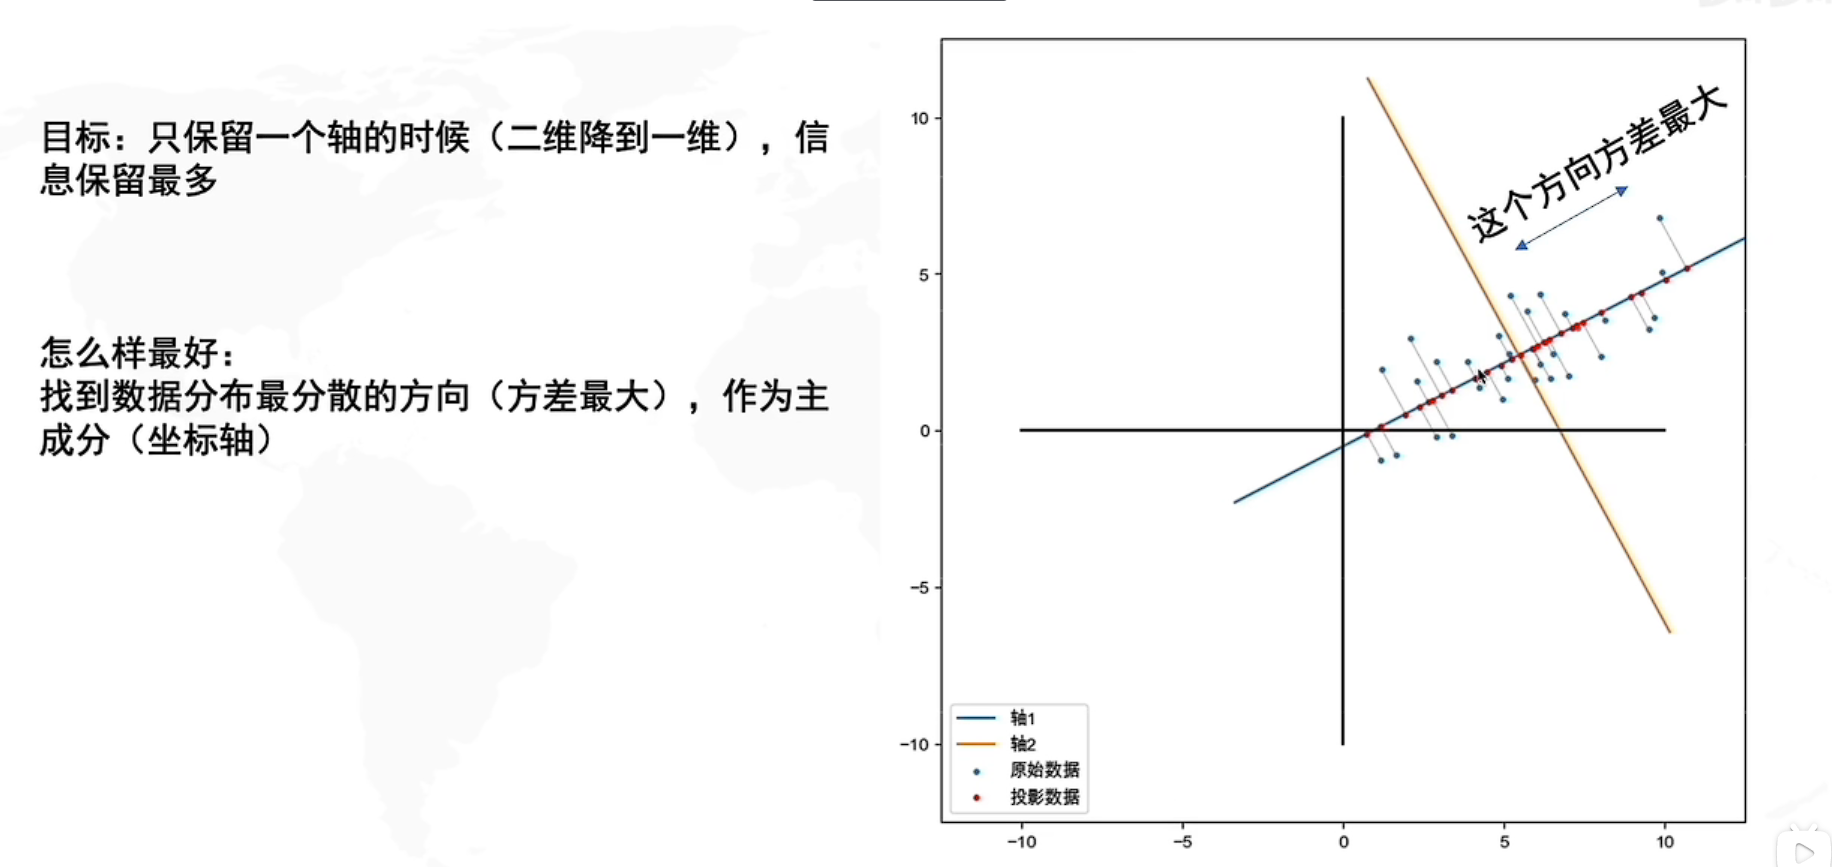 目标：只保留一个轴的时候（二维降到一维），信
息保留最多
怎么样最好：
找到数据分布最分散的方向（方差最大），作为主
成分（坐标轴）
这个方向方差最大
10
5
0
−5
−10
−10
−5
0
5
10
轴1
轴2
原始数据
投影数据